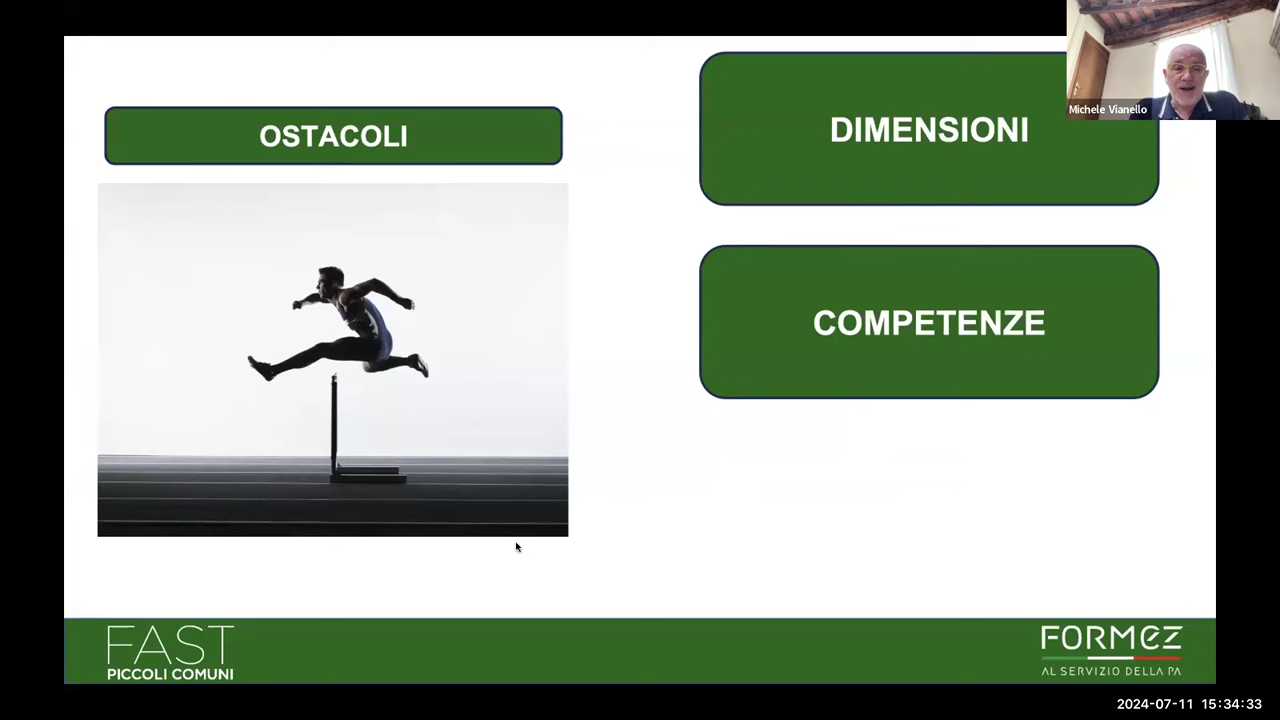 OSTACOLI
DIMENSIONI
Michele Vianello
COMPETENZE
FAST
PICCOLI COMUNI
FORMEZ
AL SERVIZIO DELLA PA
2024-07-11 15:34:33